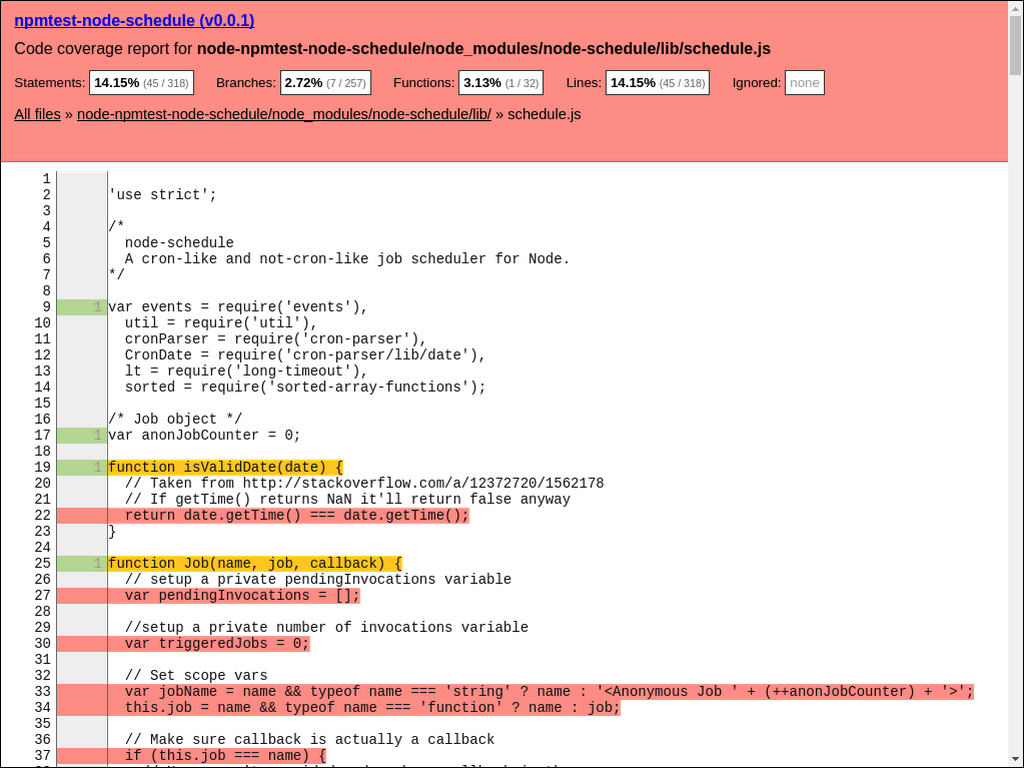 npmtest-node-schedule (v0.0.1)
Code coverage report for node-npmtest-node-schedule/node_modules/node-schedule/lib/schedule.js
Statements: 14.15% (45 / 318) Branches: 2.72% (7 / 257) Functions: 3.13% (1 / 32) Lines: 14.15% (45 / 318) Ignored: none
All files » node-npmtest-node-schedule/node_modules/node-schedule/lib/ » schedule.js
1
2 'use strict';
3
4 /*
5   node-schedule
6   A cron-like and not-cron-like job scheduler for Node.
7 */
8
9 1 var events = require('events'),
10   util = require('util'),
11   cronParser = require('cron-parser'),
12   CronDate = require('cron-parser/lib/date'),
13   lt = require('long-timeout'),
14   sorted = require('sorted-array-functions');
15
16 /* Job object */
17 1 var anonJobCounter = 0;
18
19 1 function isValidDate(date) {
20   // Taken from http://stackoverflow.com/a/12372720/1562178
21   // If getTime() returns NaN it'll return false anyway
22   return date.getTime() === date.getTime();
23 }
24
25 1 function Job(name, job, callback) {
26   // setup a private pendingInvocations variable
27   var pendingInvocations = [];
28
29   //setup a private number of invocations variable
30   var triggeredJobs = 0;
31
32   // Set scope vars
33   var jobName = name && typeof name === 'string' ? name : '<Anonymous Job ' + (++anonJobCounter) + '>';
34   this.job = name && typeof name === 'function' ? name : job;
35
36   // Make sure callback is actually a callback
37   if (this.job === name) {